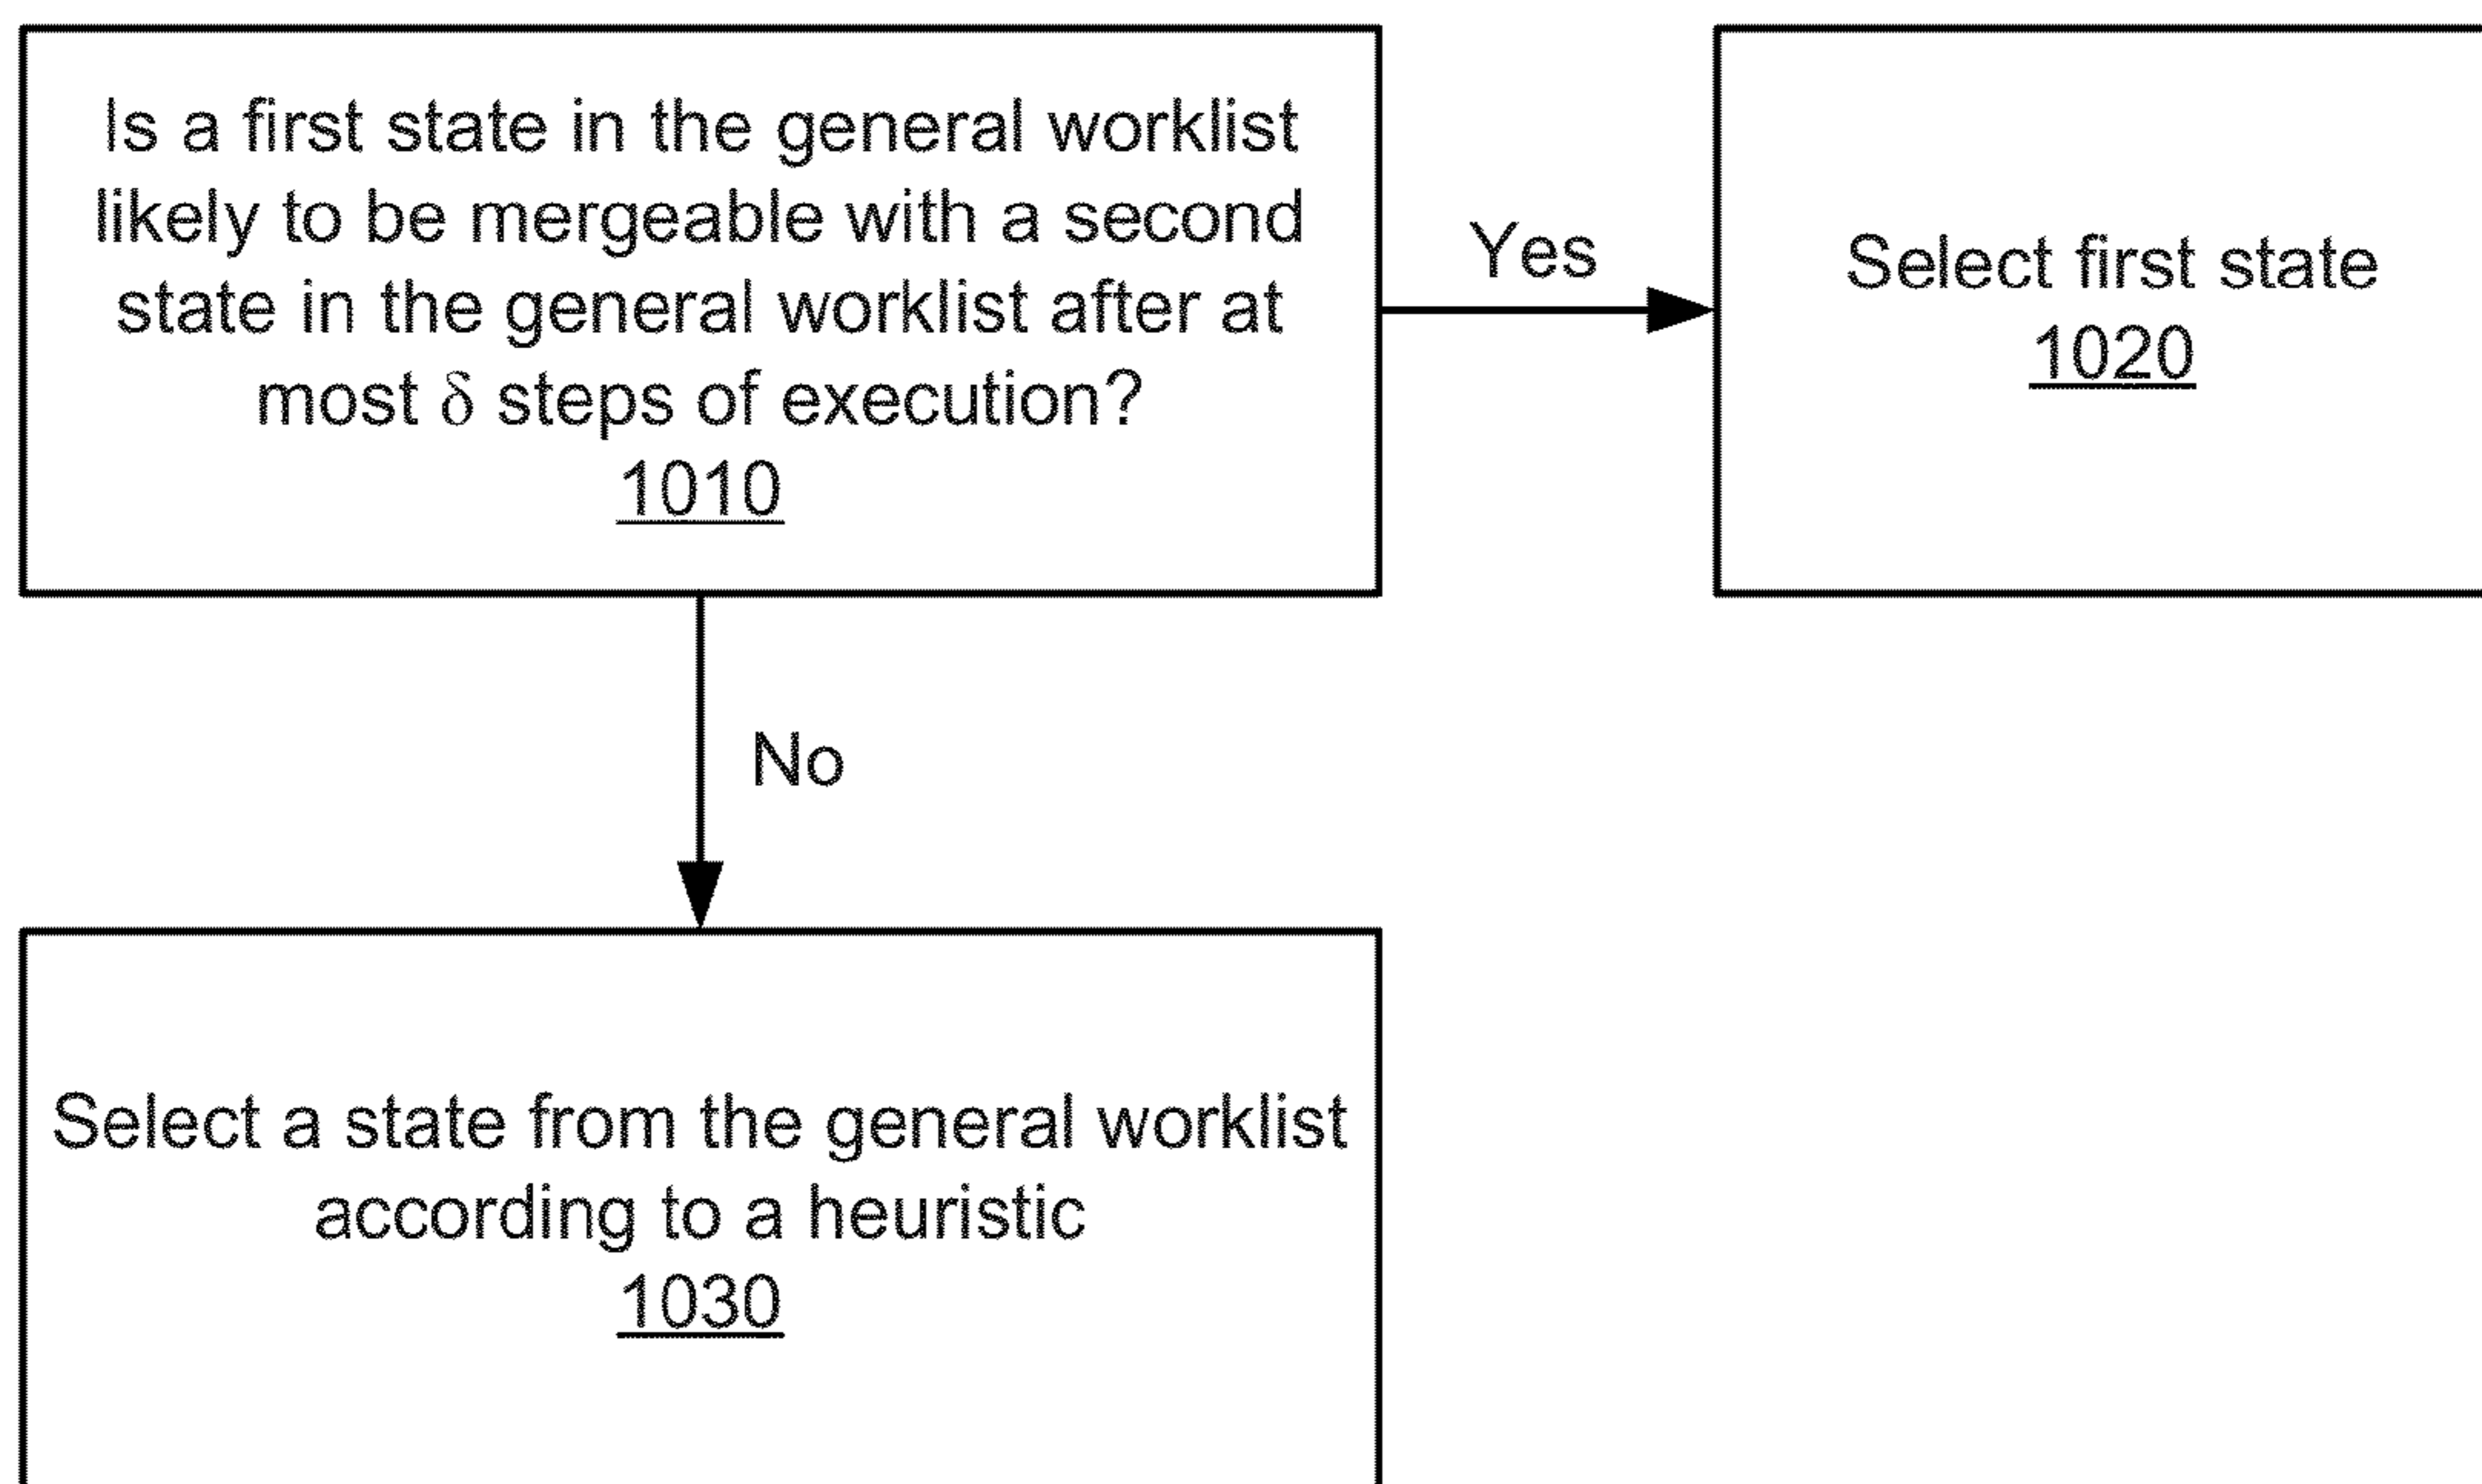 Is a first state in the general worklist
likely to be mergeable with a second
state in the general worklist after at
most δ steps of execution?
1010
Yes
Select first state
1020
No
Select a state from the general worklist
according to a heuristic
1030